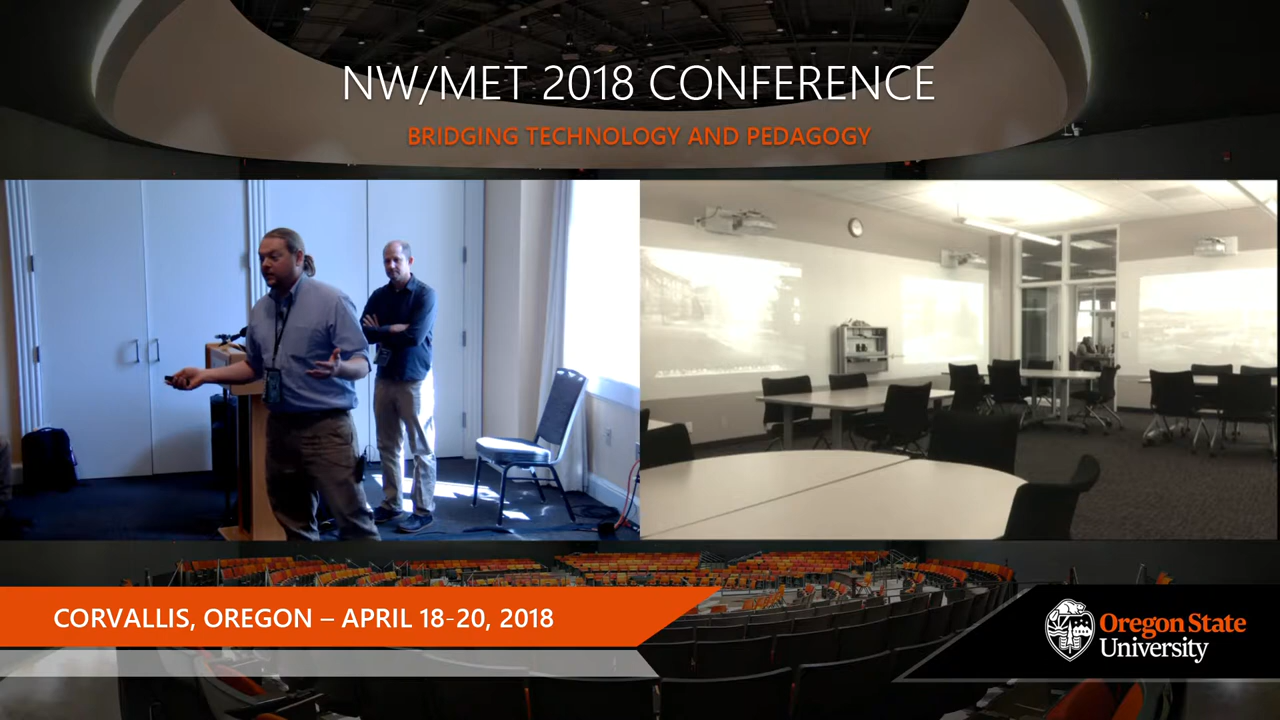 NW/MET 2018 CONFERENCE
BRIDGING TECHNOLOGY AND PEDAGOGY
CORVALLIS, OREGON – APRIL 18-20, 2018
Oregon State
University